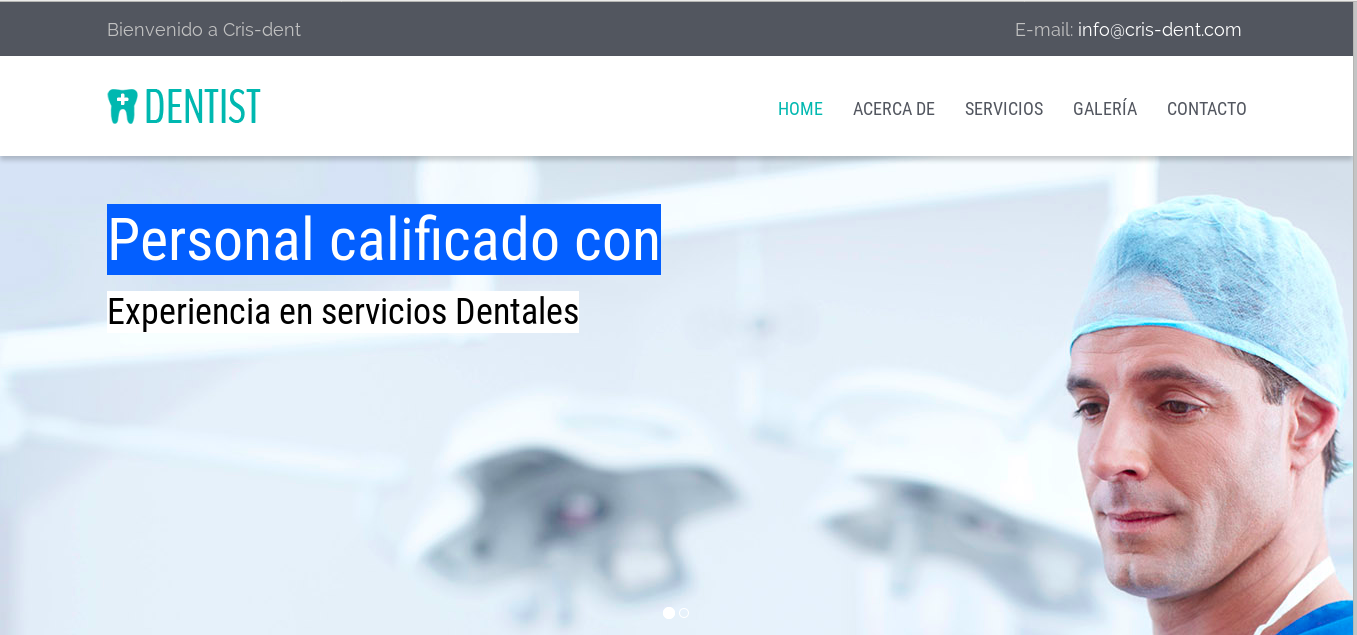 Bienvenido a Cris-dent
E-mail: info@cris-dent.com
DENTIST
HOME ACERCA DE SERVICIOS GALERÍA CONTACTO
Personal calificado con
Experiencia en servicios Dentales